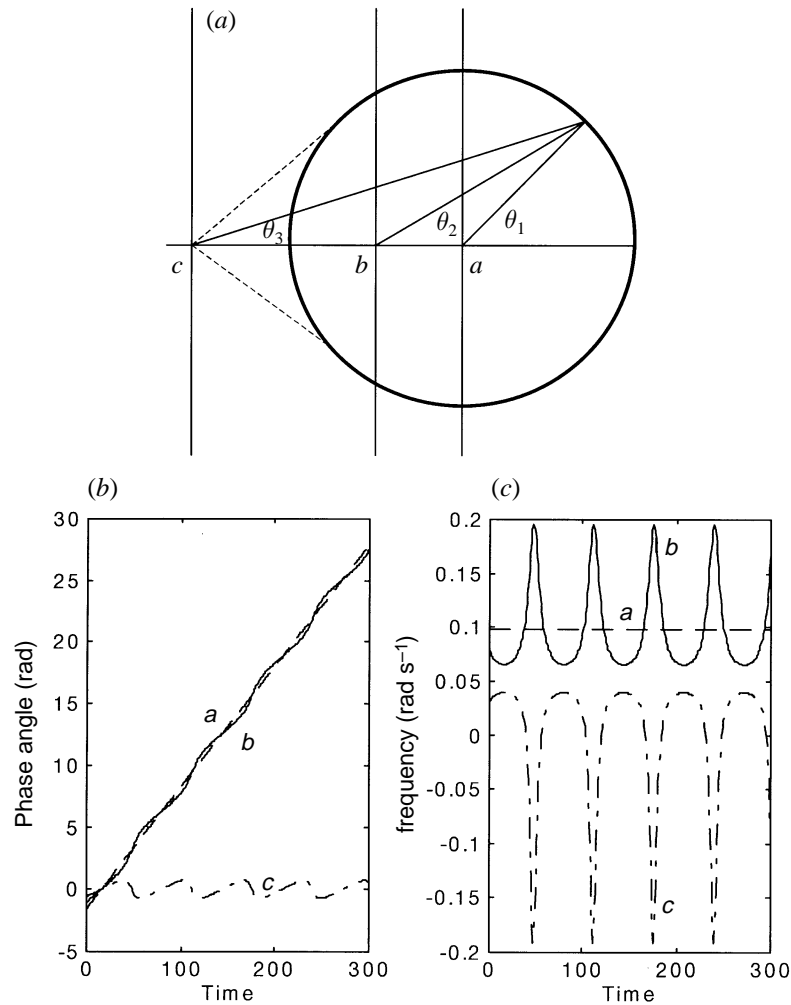 (a)
θ3
θ2
θ1
c
b
a
(b)
(c)
30
25
20
15
10
5
0
-5
Phase angle (rad)
a
b
c
0
100
200
300
Time
0.2
0.15
0.1
0.05
0
-0.05
-0.1
-0.15
-0.2
frequency (rad s−1)
b
a
c
0
100
200
300
Time